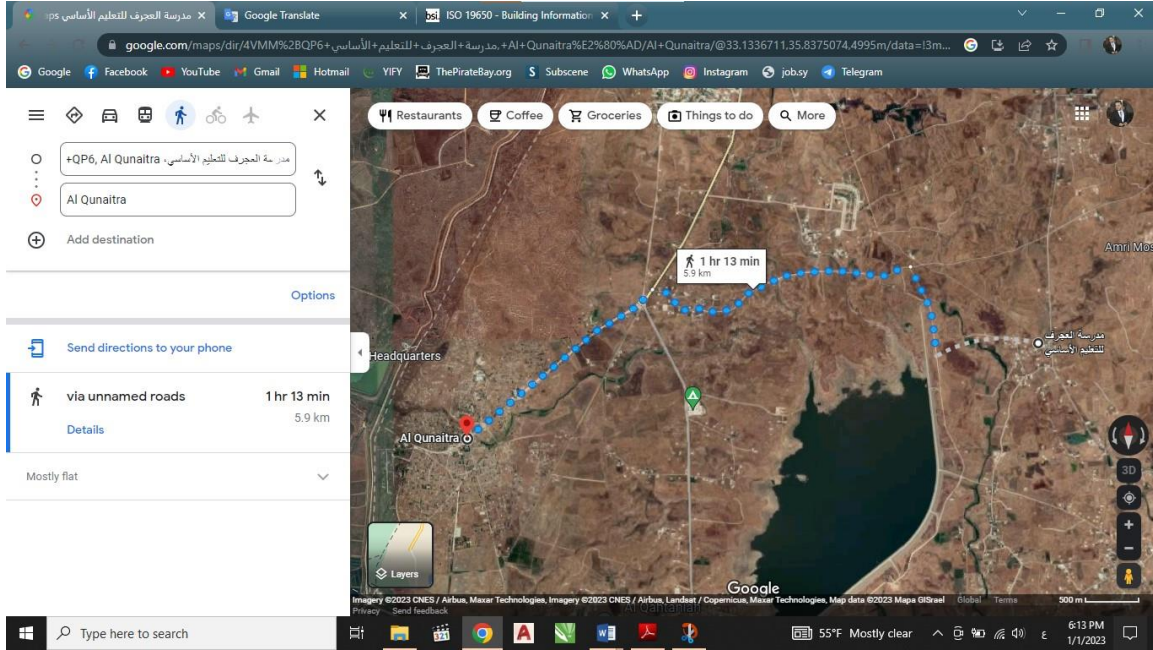 مدرسة العجرف للتعليم الأساسي
Google Translate
bsi. ISO 19650 - Building Information
google.com/maps/dir/4VMM%2BQP6+مدرسة+العجرف+للتعليم+الأساسي,+Al+Qunaitra%E2%80%AD/Al+Qunaitra/@33.1336711,35.8375074,4995m/data=!3m...
Google Facebook YouTube Gmail Hotmail YIFY ThePirateBay.org Subscene WhatsApp Instagram job.sy Telegram
Restaurants Coffee Groceries Things to do More
+QP6, Al Qunaitra مدرسة العجرف للتعليم الأساسي،
Al Qunaitra
Add destination
Options
Send directions to your phone
via unnamed roads 1 hr 13 min
5.9 km
Details
Mostly flat
1 hr 13 min
5.9 km
Amri Mos
مدرسة العجرف
للتعليم الأساسي
Headquarters
Al Qunaitra
3D
Layers
Google
Imagery ©2023 CNES / Airbus, Maxar Technologies, Imagery ©2023 CNES / Airbus, Landsat / Copernicus, Maxar Technologies, Map data ©2023 Mapa GISrael Global Terms 500 m
Privacy Send feedback
Al Qahtaniah
Type here to search
321
55°F Mostly clear
ع
6:13 PM
1/1/2023